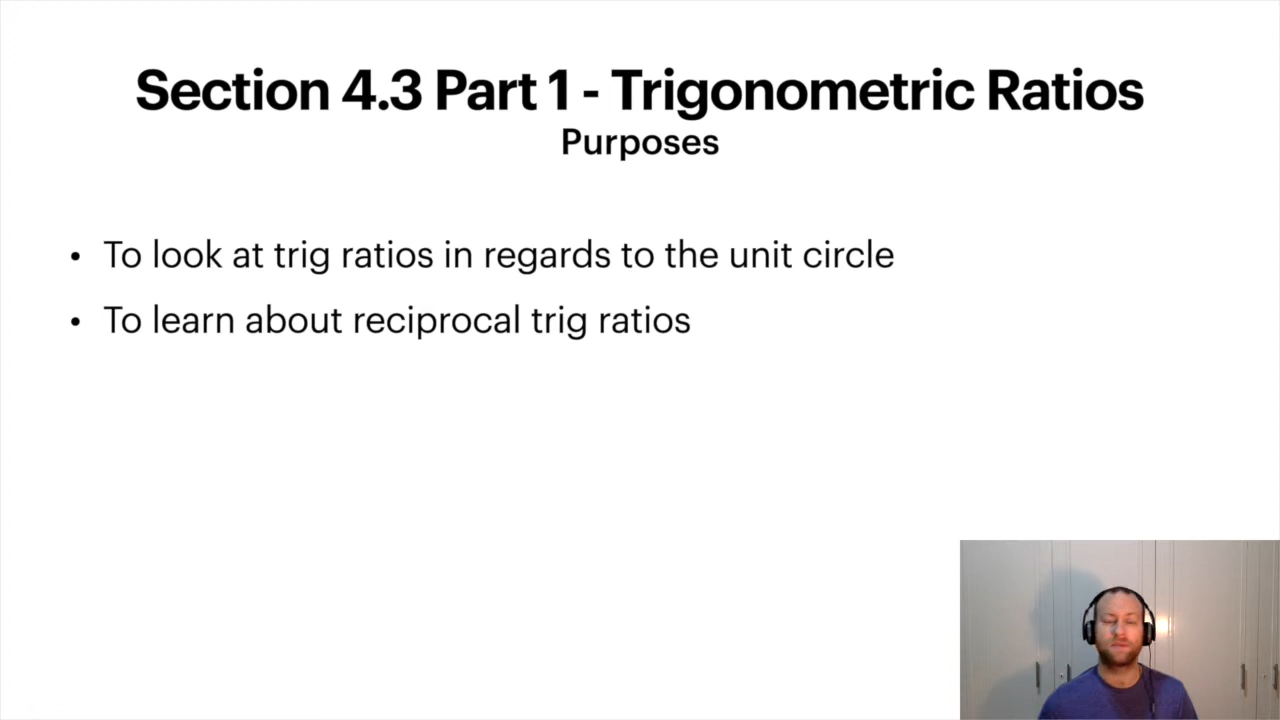 Section 4.3 Part 1 - Trigonometric Ratios
Purposes
• To look at trig ratios in regards to the unit circle
• To learn about reciprocal trig ratios